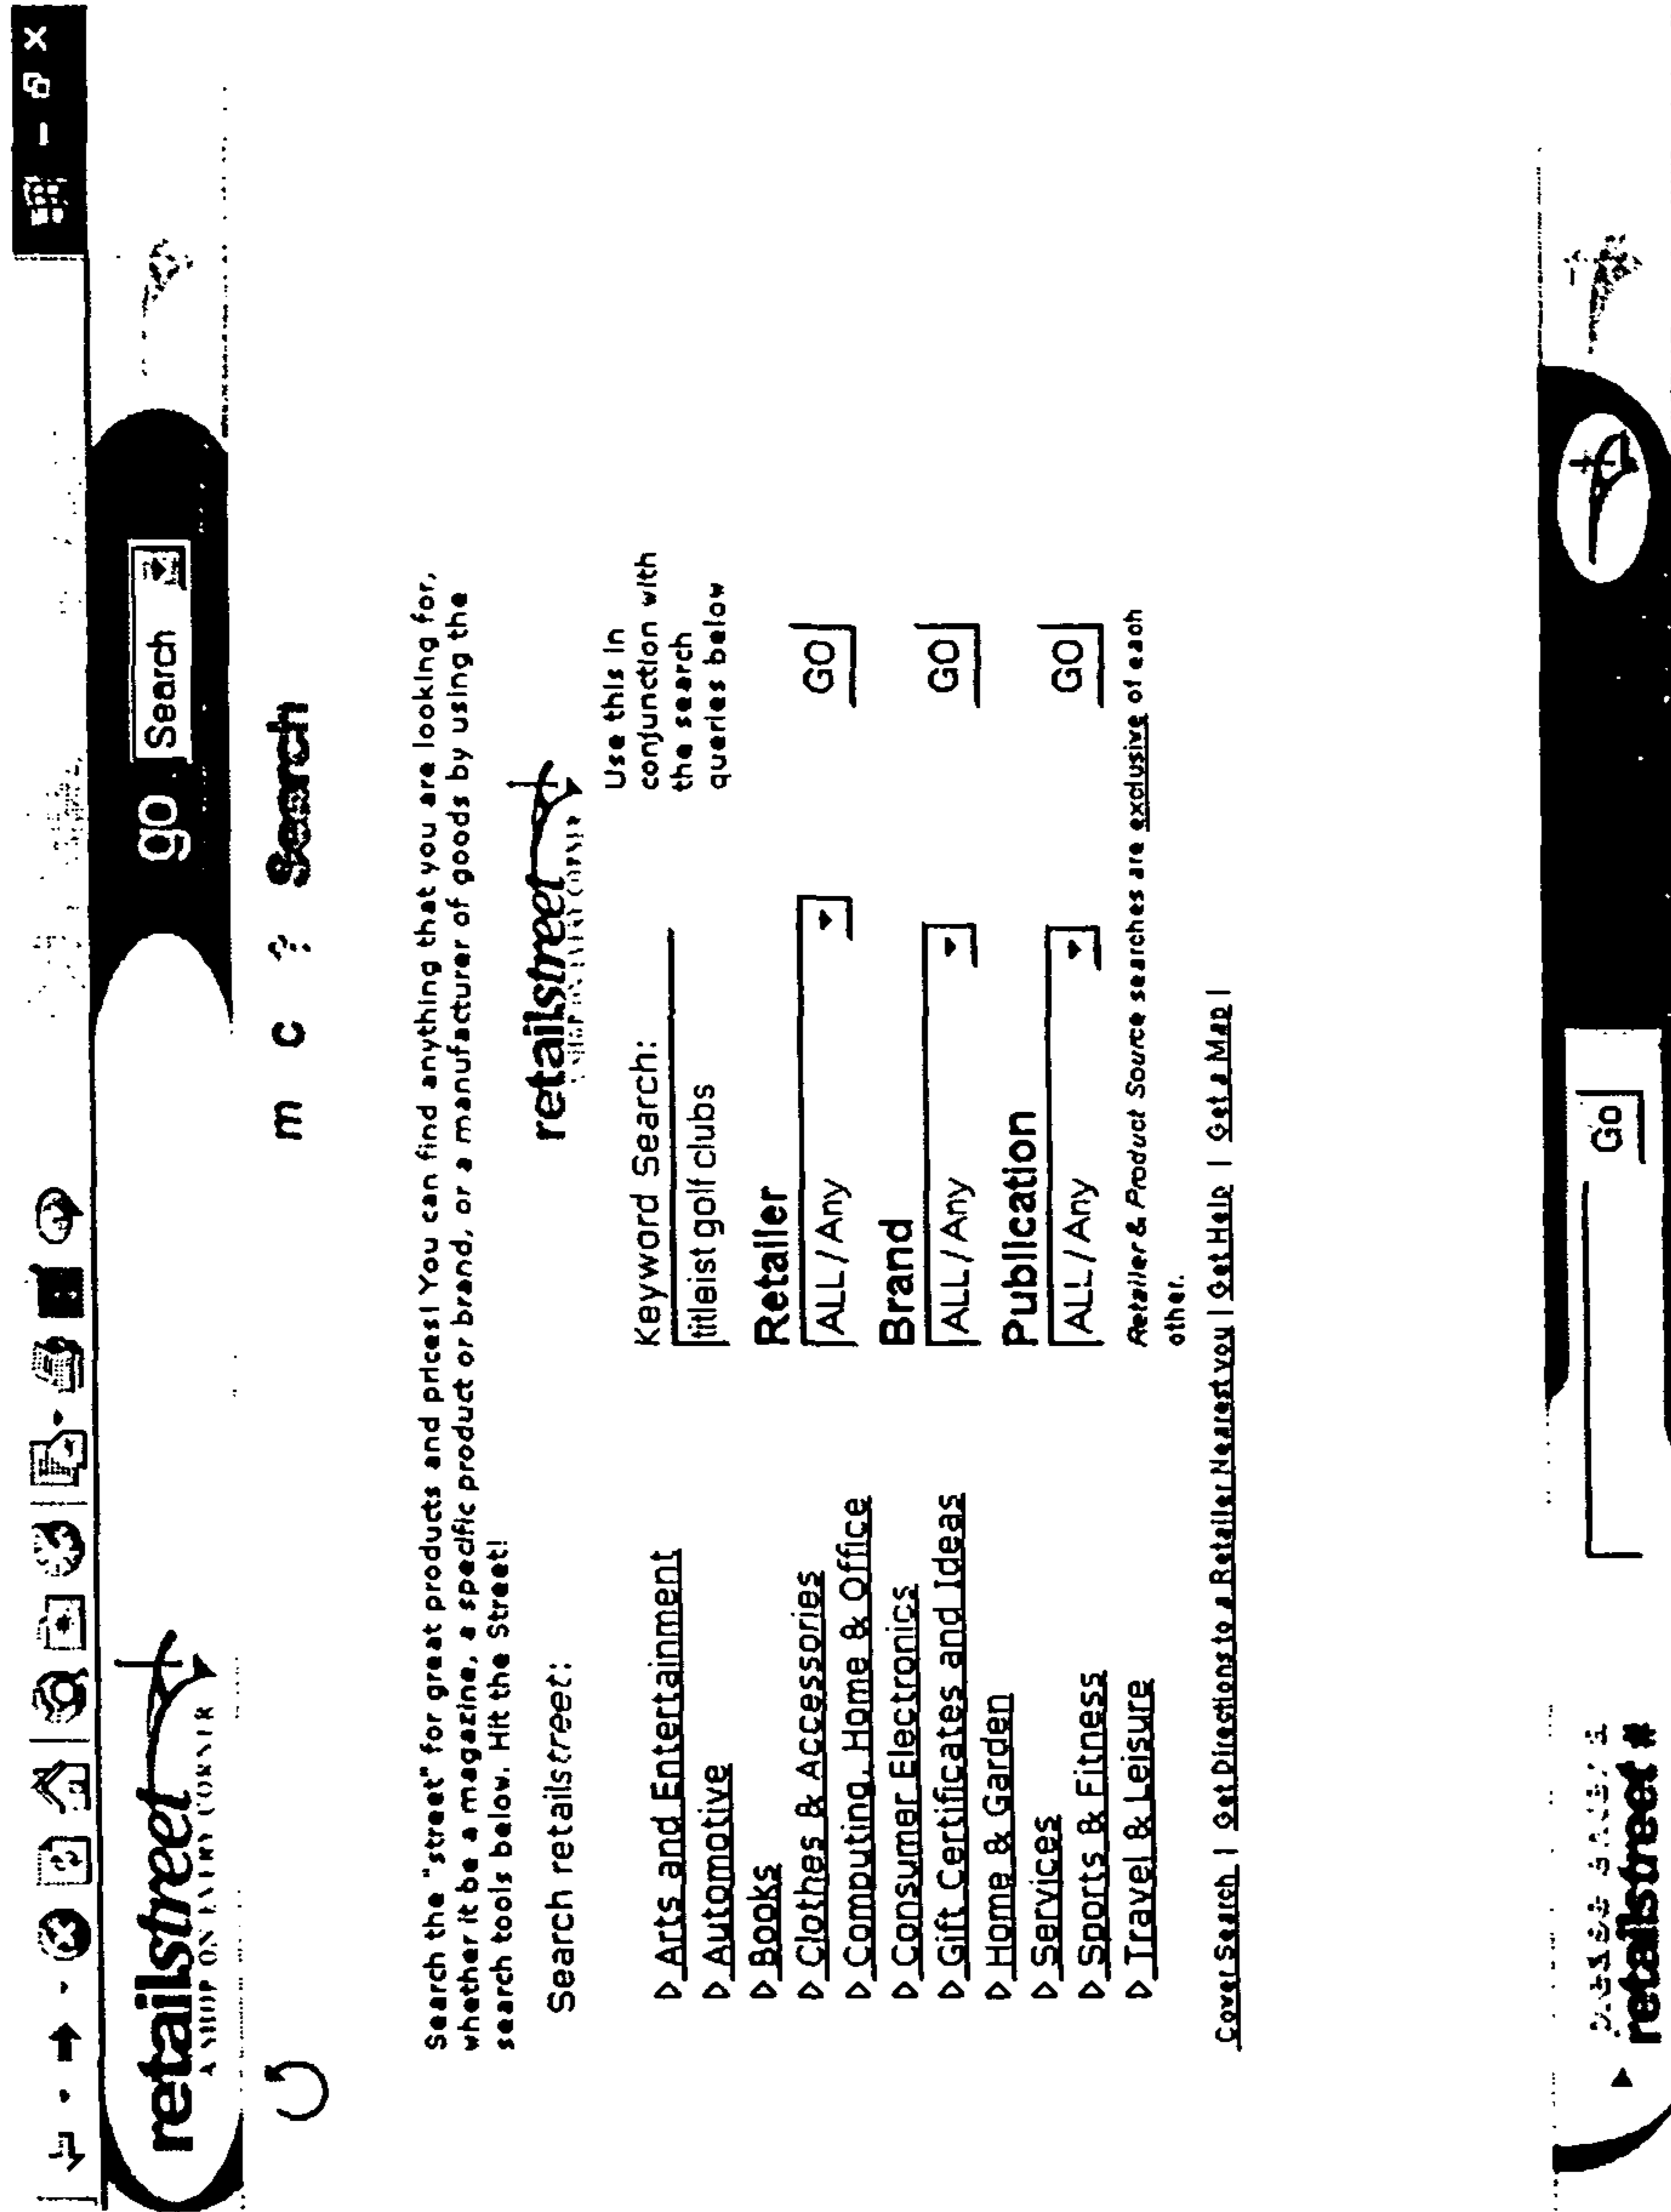 retailstreet
A SHOP ON EVERY CORNER
go Search
m c ? Search
Search the "street" for great products and prices! You can find anything that you are looking for,
whether it be a magazine, a specific product or brand, or a manufacturer of goods by using the
search tools below. Hit the Street!
Search retailstreet:
retailstreet
A SHOP ON EVERY CORNER
Arts and Entertainment
Automotive
Books
Clothes & Accessories
Computing, Home & Office
Consumer Electronics
Gift Certificates and Ideas
Home & Garden
Services
Sports & Fitness
Travel & Leisure
Keyword Search:
titleist golf clubs
Use this in
conjunction with
the search
queries below
Retailer
ALL/Any GO
Brand
ALL/Any GO
Publication
ALL/Any GO
Retailer & Product Source searches are exclusive of each
other.
Cover Search | Get Directions to a Retailer Nearest you | Get Help | Get a Map |
retailstreet #
Go